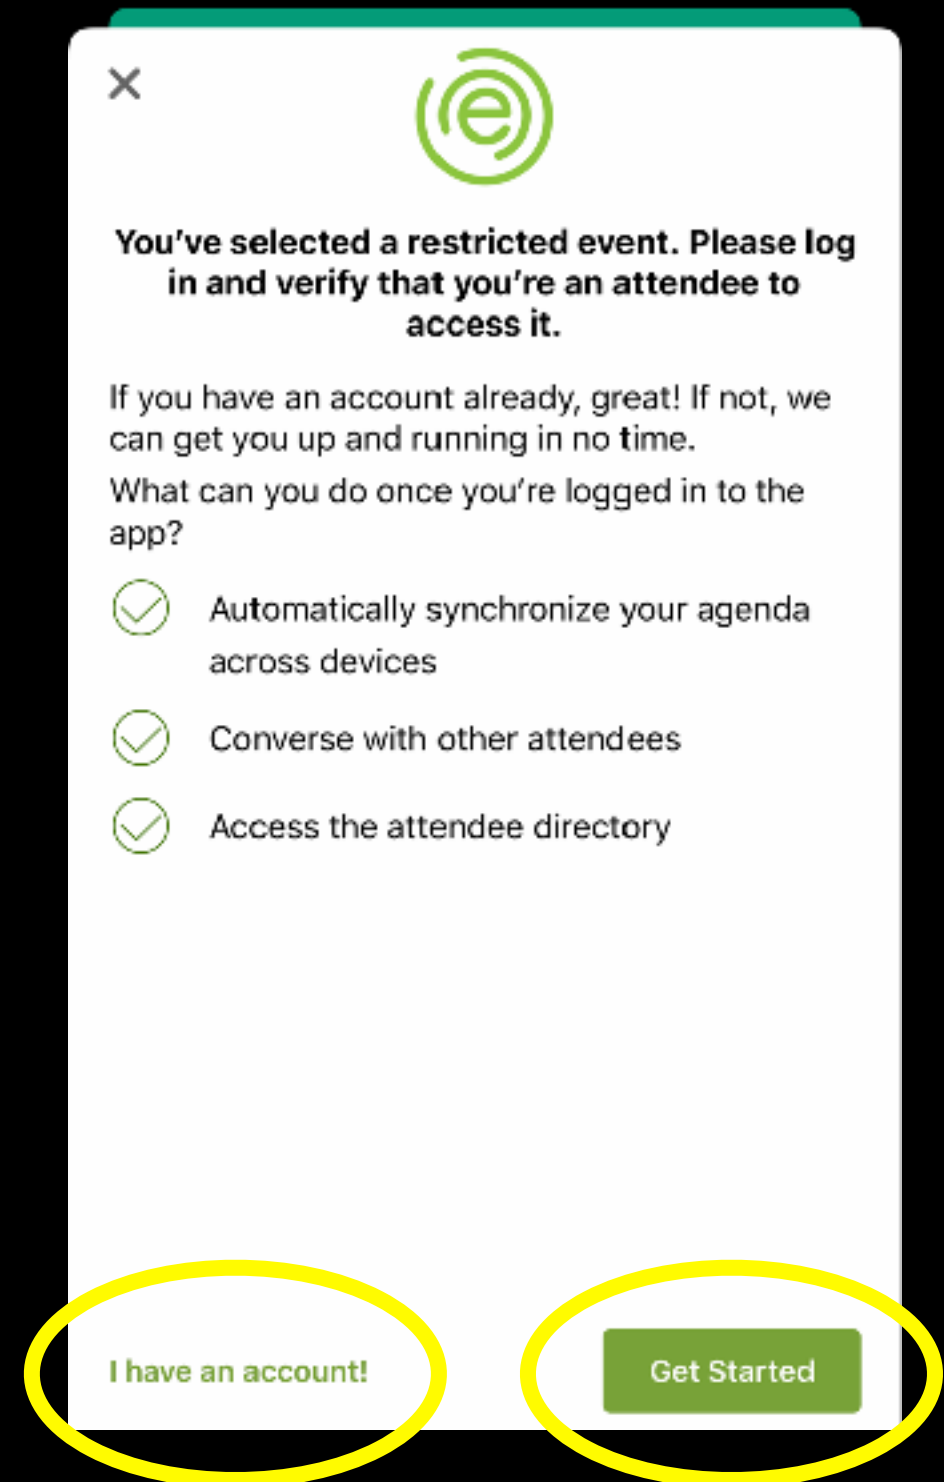 e
You’ve selected a restricted event. Please log
in and verify that you’re an attendee to
access it.
If you have an account already, great! If not, we
can get you up and running in no time.
What can you do once you’re logged in to the
app?
Automatically synchronize your agenda
across devices
Converse with other attendees
Access the attendee directory
I have an account!
Get Started